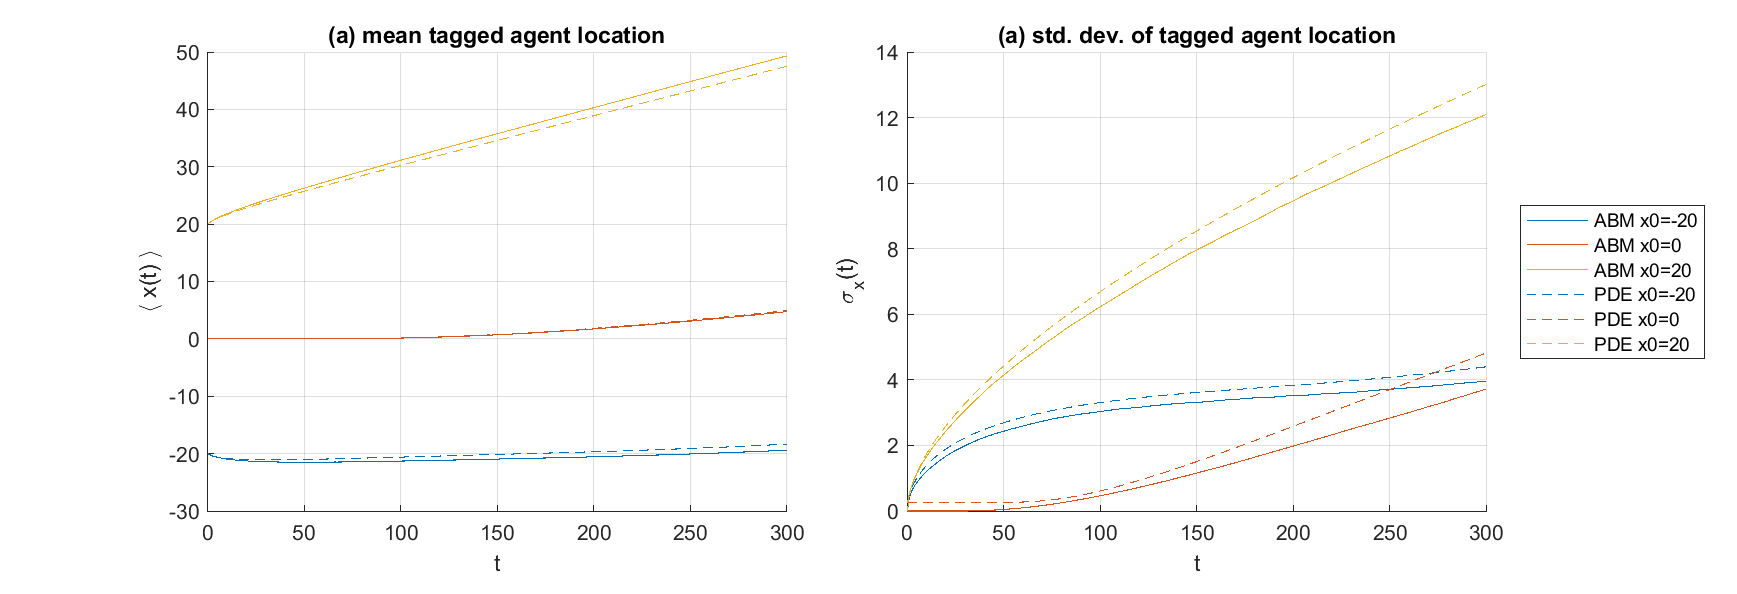 (a) mean tagged agent location
50
40
30
20
10
0
-10
-20
-30
0 50 100 150 200 250 300
t
⟨ x(t) ⟩
(a) std. dev. of tagged agent location
14
12
10
8
6
4
2
0
0 50 100 150 200 250 300
t
σx(t)
ABM x0=-20
ABM x0=0
ABM x0=20
PDE x0=-20
PDE x0=0
PDE x0=20